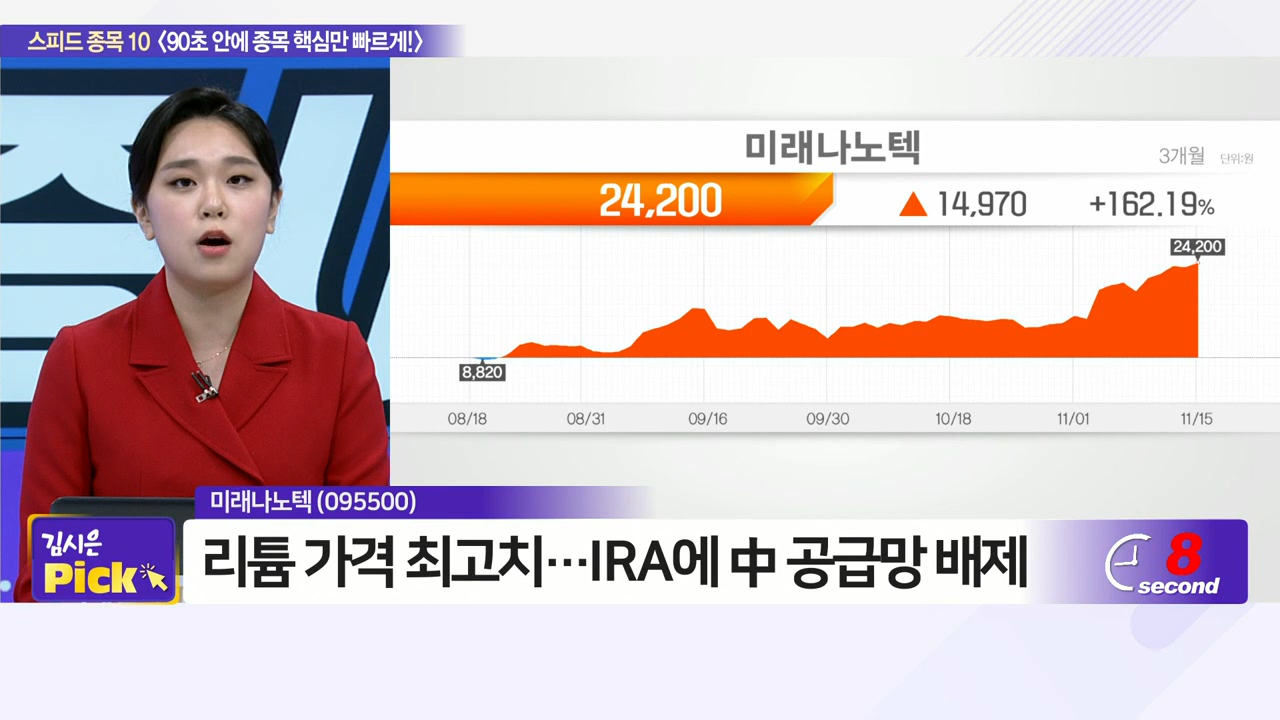 스피드 종목 10 〈90초 안에 종목 핵심만 빠르게!〉
미래나노텍
3개월 단위:원
24,200 ▲ 14,970 +162.19%
24,200
8,820
08/18 08/31 09/16 09/30 10/18 11/01 11/15
미래나노텍 (095500)
김시은
Pick
리튬 가격 최고치…IRA에 中 공급망 배제
8
second